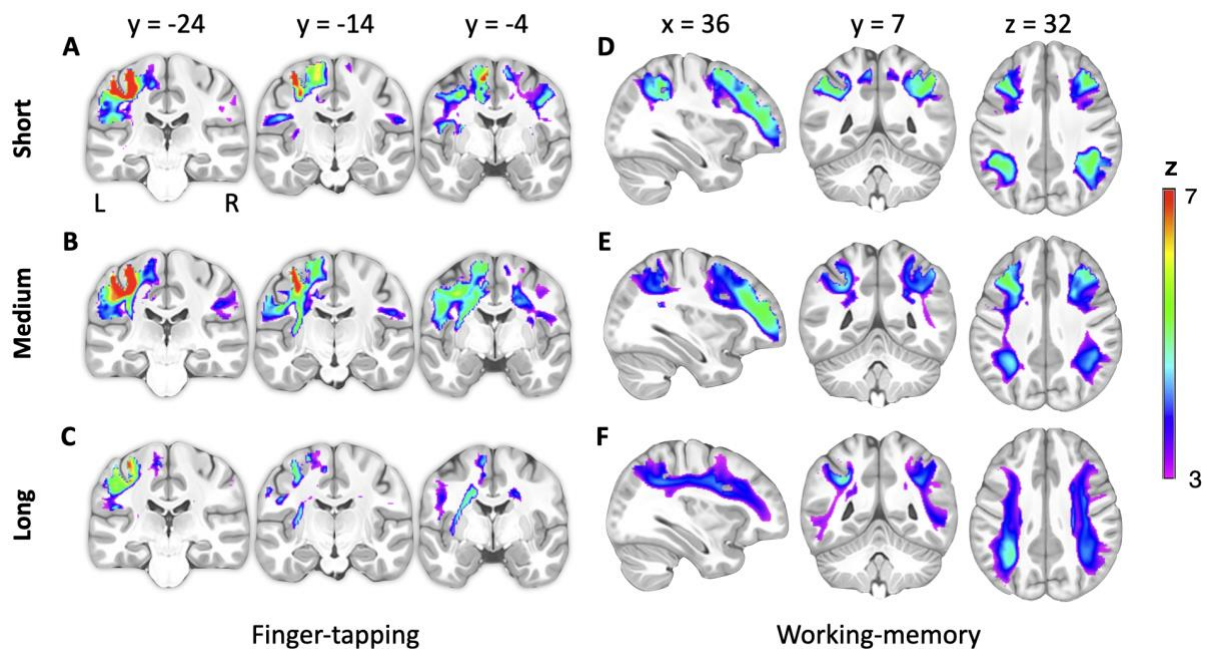 y = -24 y = -14 y = -4 x = 36 y = 7 z = 32
A D
Short
L R
z
7
B E
Medium
C F
3
Long
Finger-tapping Working-memory